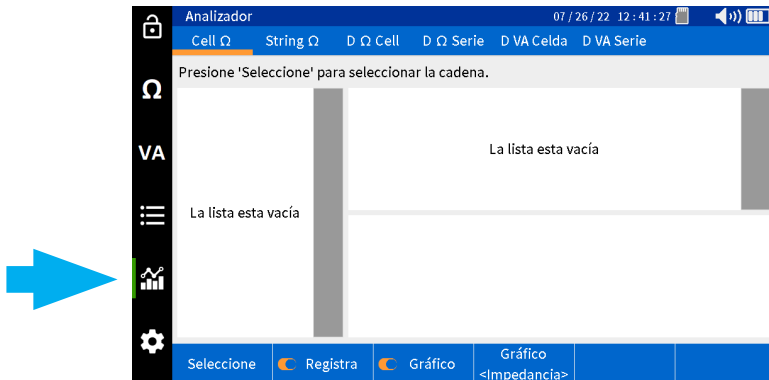 Analizador
07/26/22 12:41:27
Cell Ω String Ω D Ω Cell D Ω Serie D VA Celda D VA Serie
Presione 'Seleccione' para seleccionar la cadena.
Ω
VA
La lista esta vacía
La lista esta vacía
Seleccione Registra Gráfico Gráfico
<Impedancia>